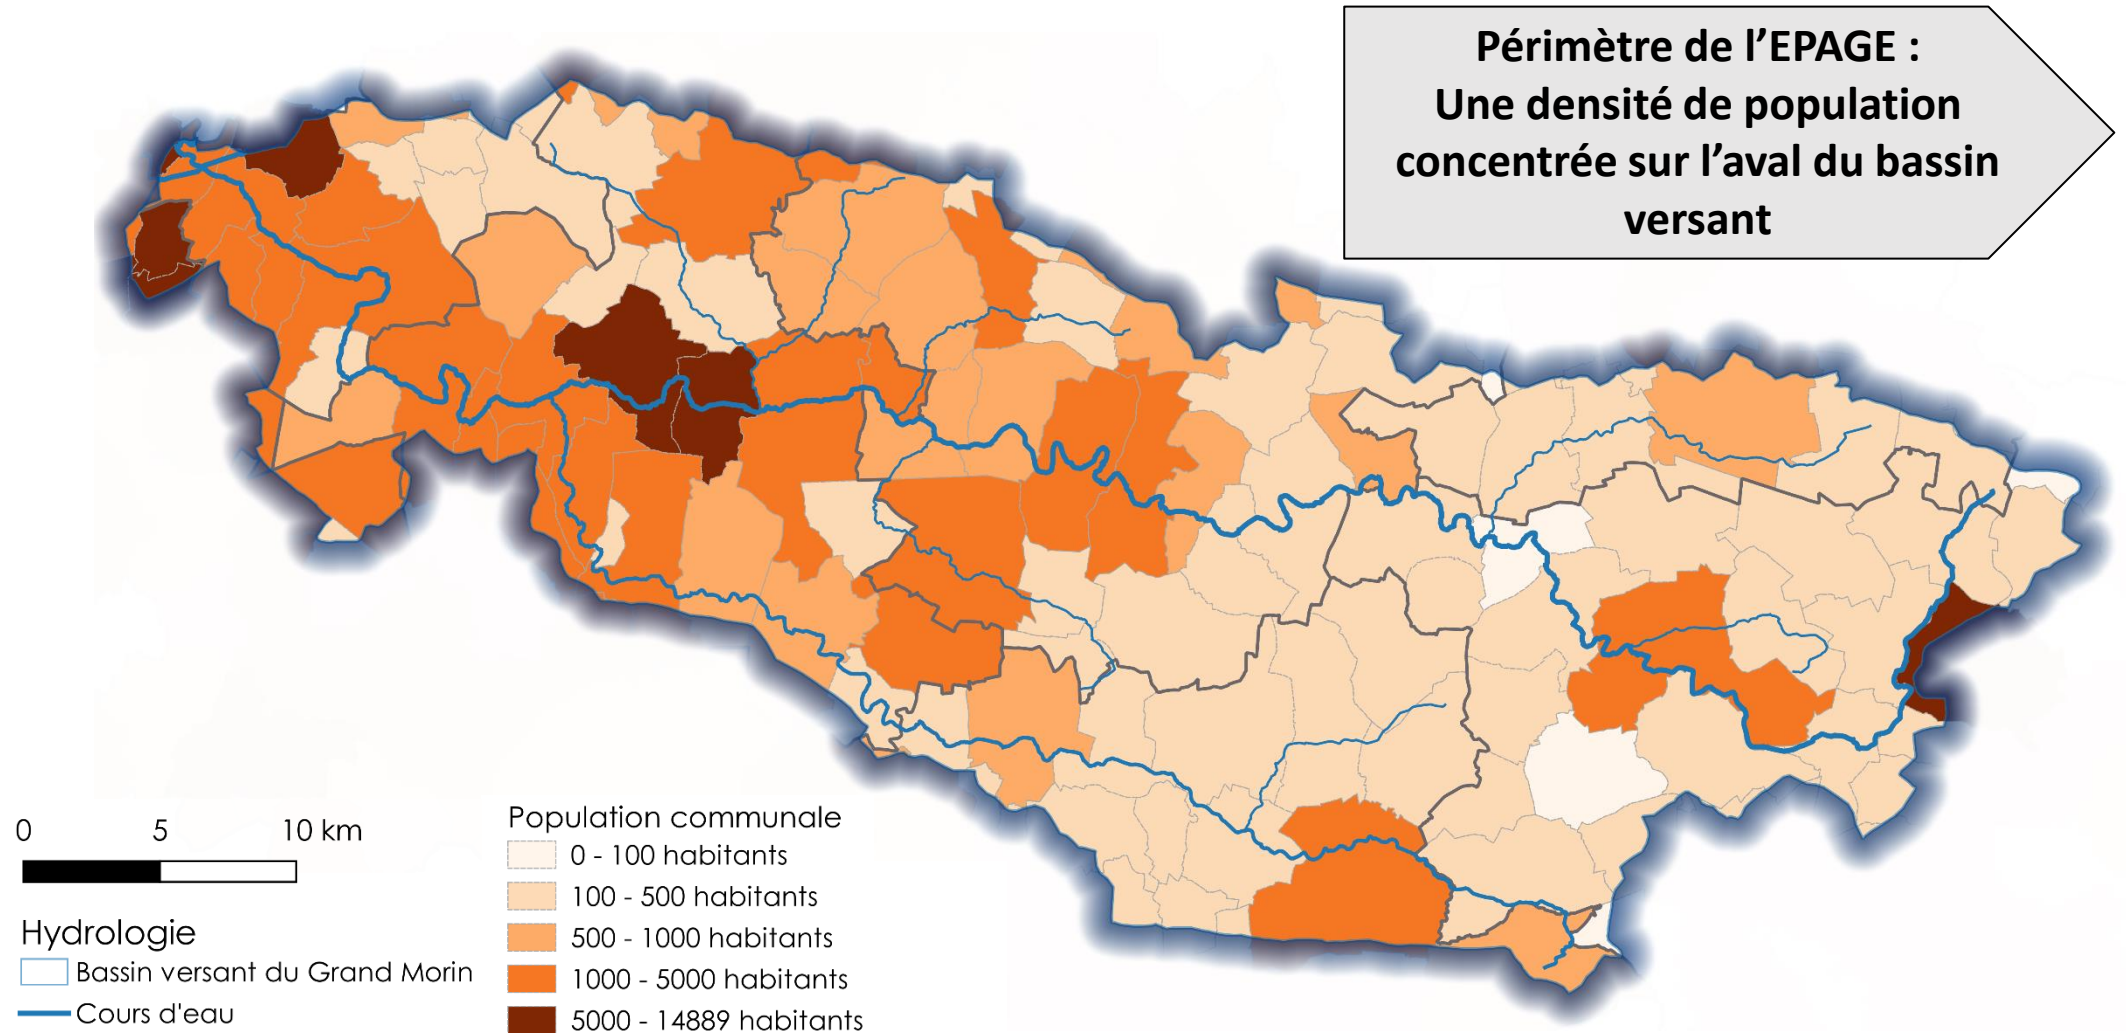 Périmètre de l’EPAGE :
Une densité de population
concentrée sur l’aval du bassin
versant
0 5 10 km
Hydrologie
Bassin versant du Grand Morin
Cours d'eau
Population communale
0 - 100 habitants
100 - 500 habitants
500 - 1000 habitants
1000 - 5000 habitants
5000 - 14889 habitants